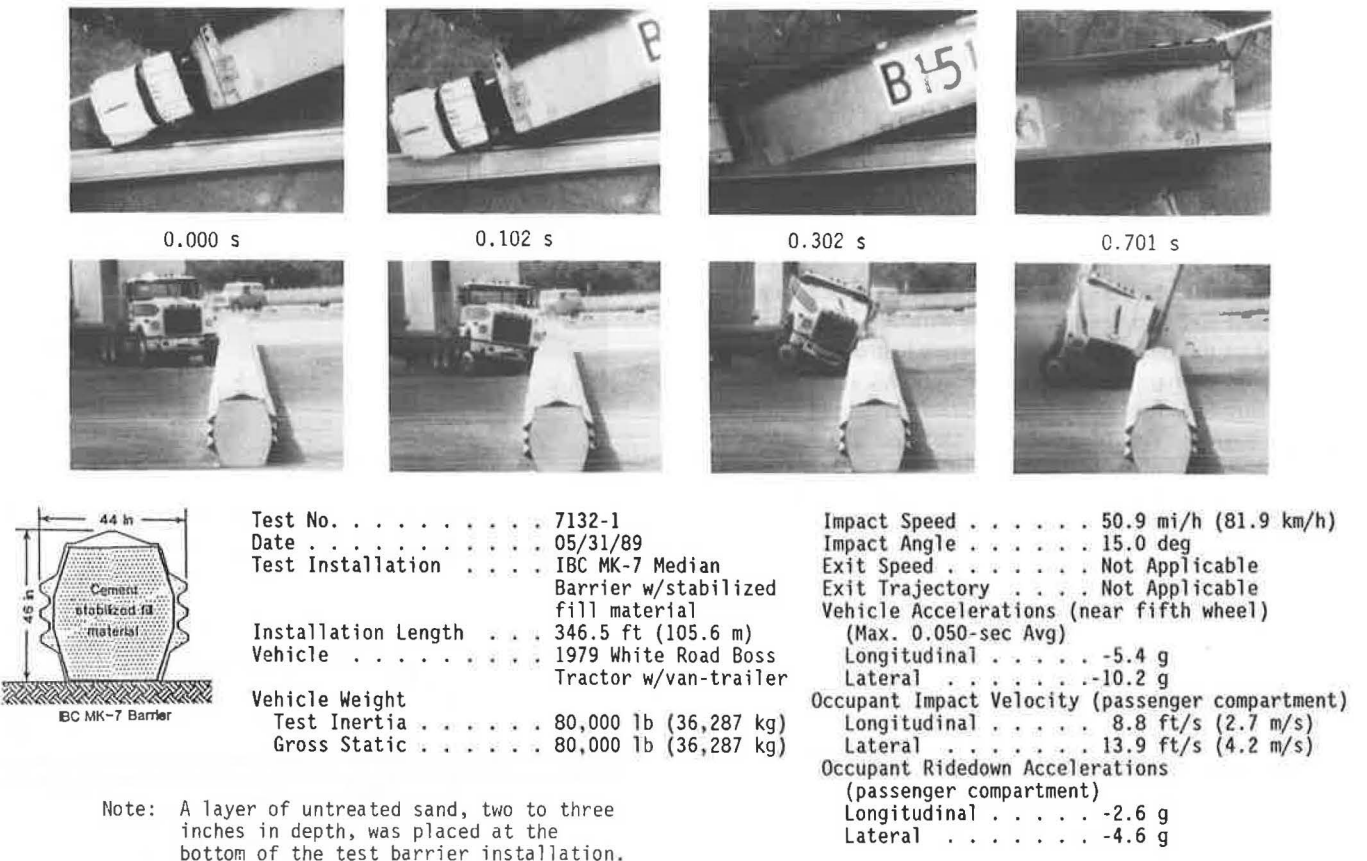 B
B151
0.000 s
0.102 s
0.302 s
0.701 s
44 in
46 in
Cement
stabilized fill
material
IBC MK-7 Barrier
Test No. . . . . . . . . . . 7132-1
Date . . . . . . . . . . . . 05/31/89
Test Installation . . . . IBC MK-7 Median
Barrier w/stabilized
fill material
Installation Length . . . 346.5 ft (105.6 m)
Vehicle . . . . . . . . . . 1979 White Road Boss
Tractor w/van-trailer
Vehicle Weight
Test Inertia . . . . . . 80,000 lb (36,287 kg)
Gross Static . . . . . . 80,000 lb (36,287 kg)
Note: A layer of untreated sand, two to three
inches in depth, was placed at the
bottom of the test barrier installation.
Impact Speed . . . . . . 50.9 mi/h (81.9 km/h)
Impact Angle . . . . . . 15.0 deg
Exit Speed . . . . . . . Not Applicable
Exit Trajectory . . . . Not Applicable
Vehicle Accelerations (near fifth wheel)
(Max. 0.050-sec Avg)
Longitudinal . . . . . -5.4 g
Lateral . . . . . . . -10.2 g
Occupant Impact Velocity (passenger compartment)
Longitudinal . . . . . 8.8 ft/s (2.7 m/s)
Lateral . . . . . . . 13.9 ft/s (4.2 m/s)
Occupant Ridedown Accelerations
(passenger compartment)
Longitudinal . . . . . -2.6 g
Lateral . . . . . . . -4.6 g